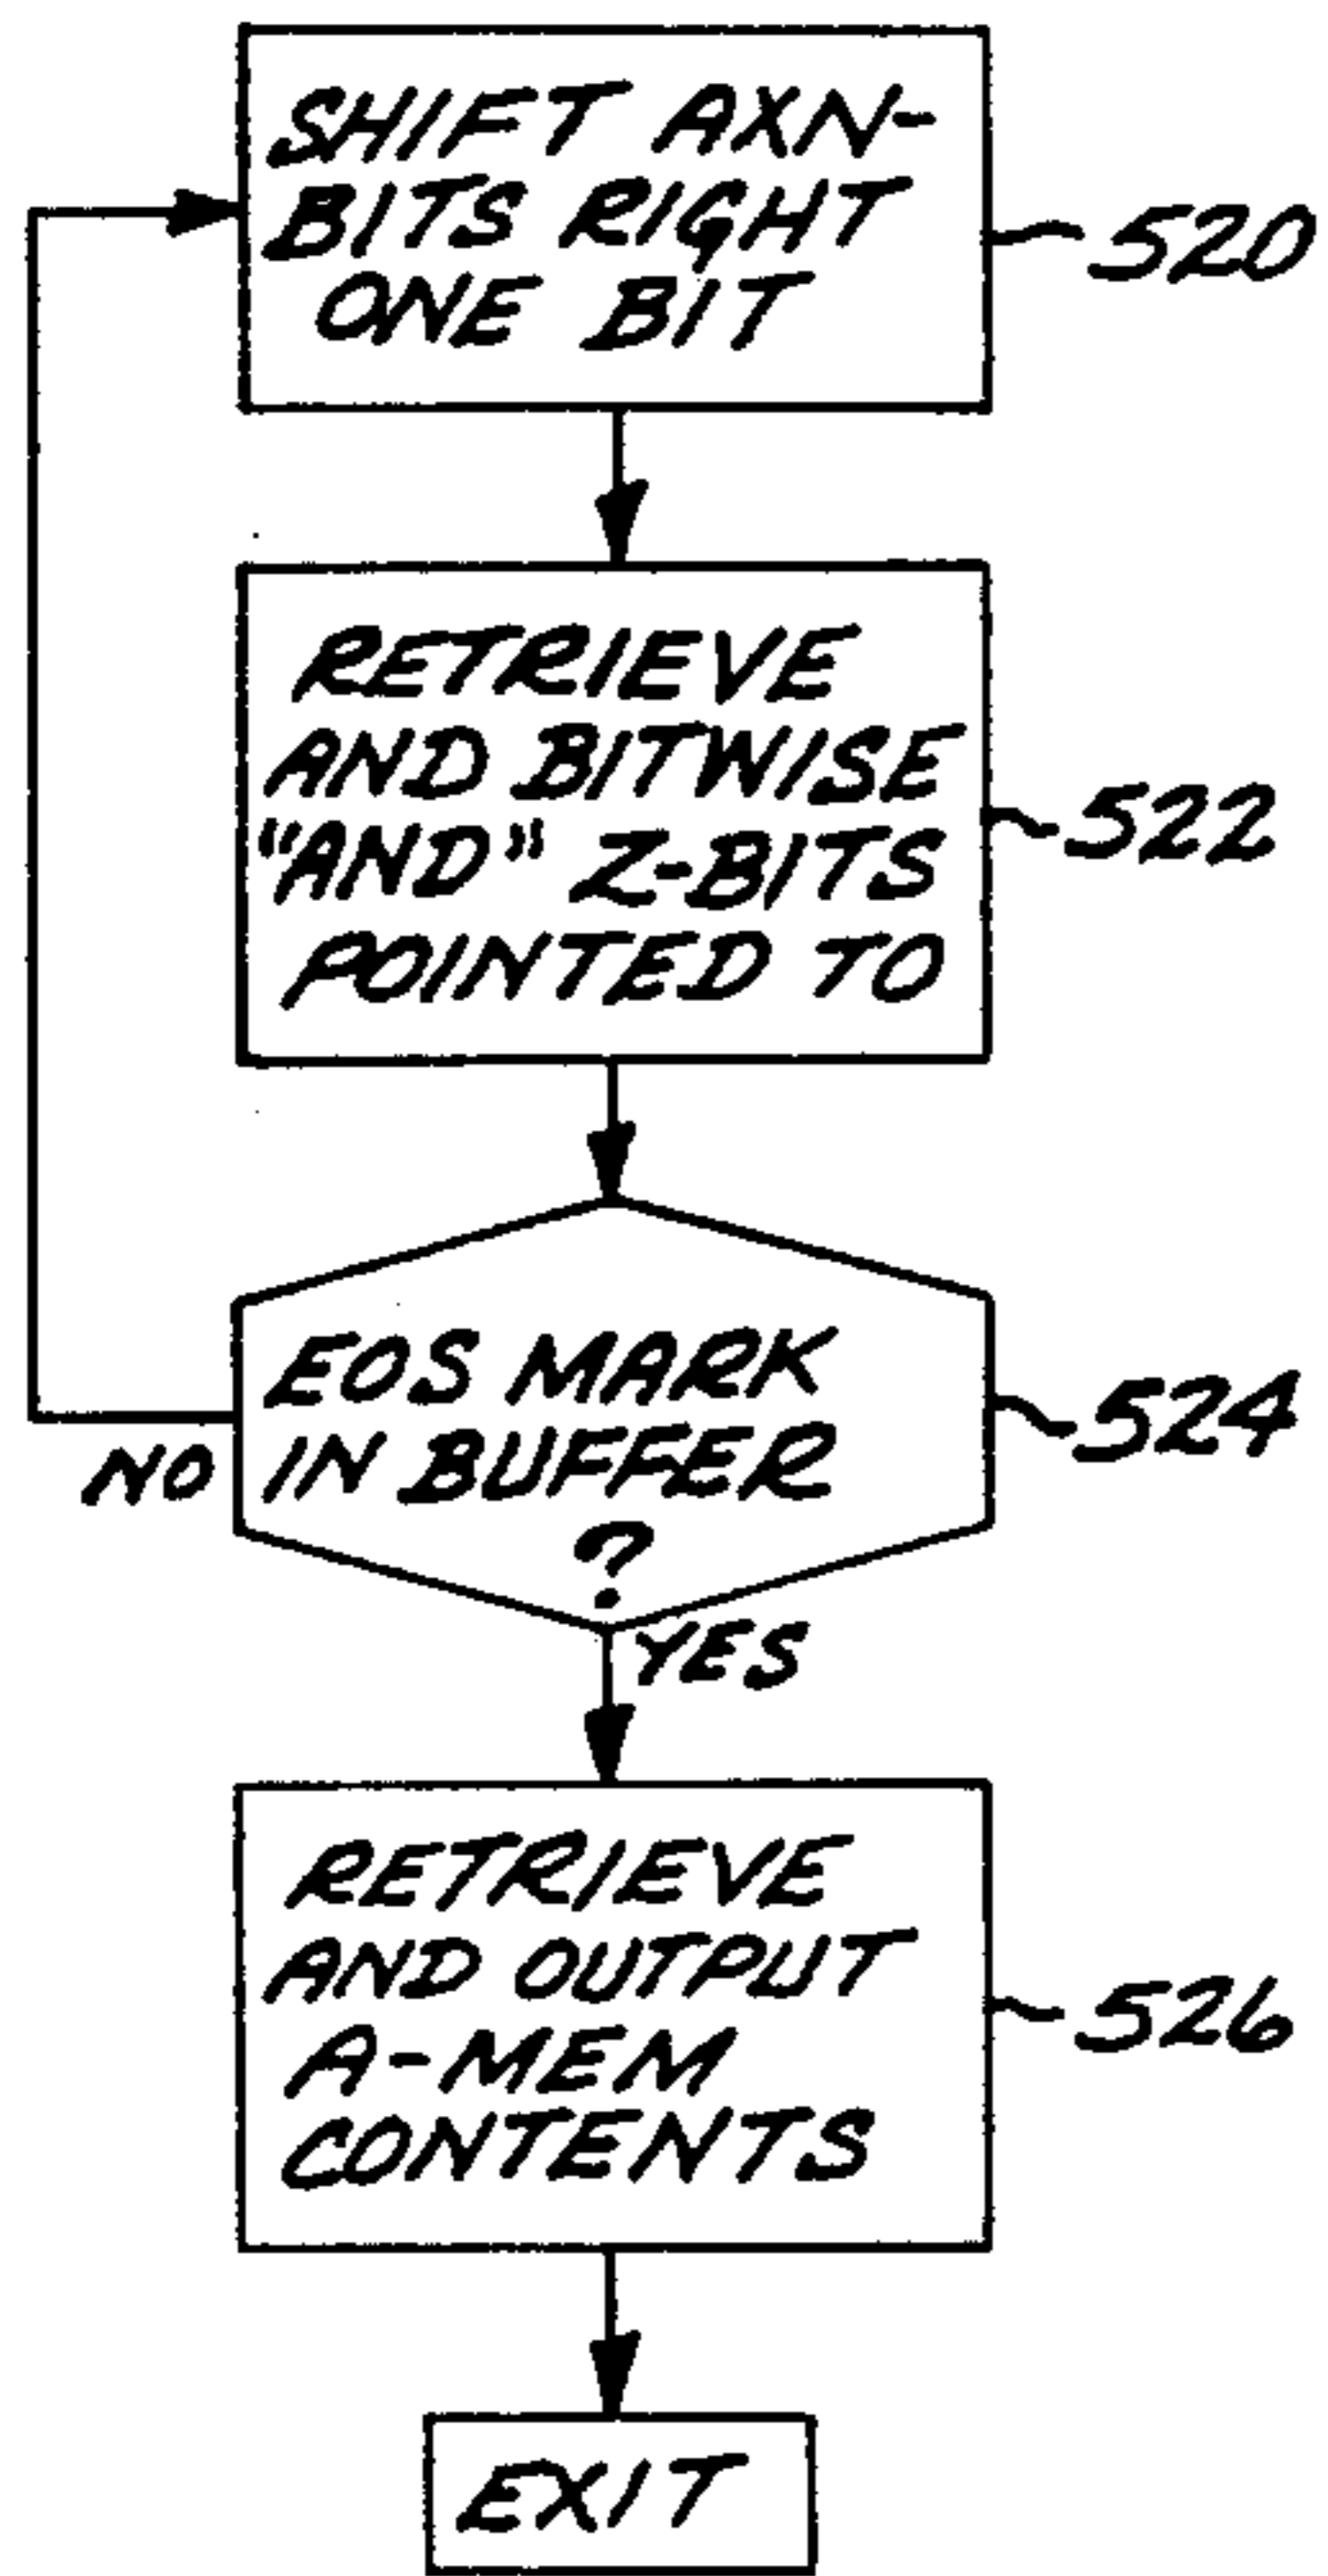 SHIFT AXN-
BITS RIGHT
ONE BIT
520
RETRIEVE
AND BITWISE
"AND" Z-BITS
POINTED TO
522
EOS MARK
IN BUFFER
?
524
NO
YES
RETRIEVE
AND OUTPUT
A-MEM
CONTENTS
526
EXIT